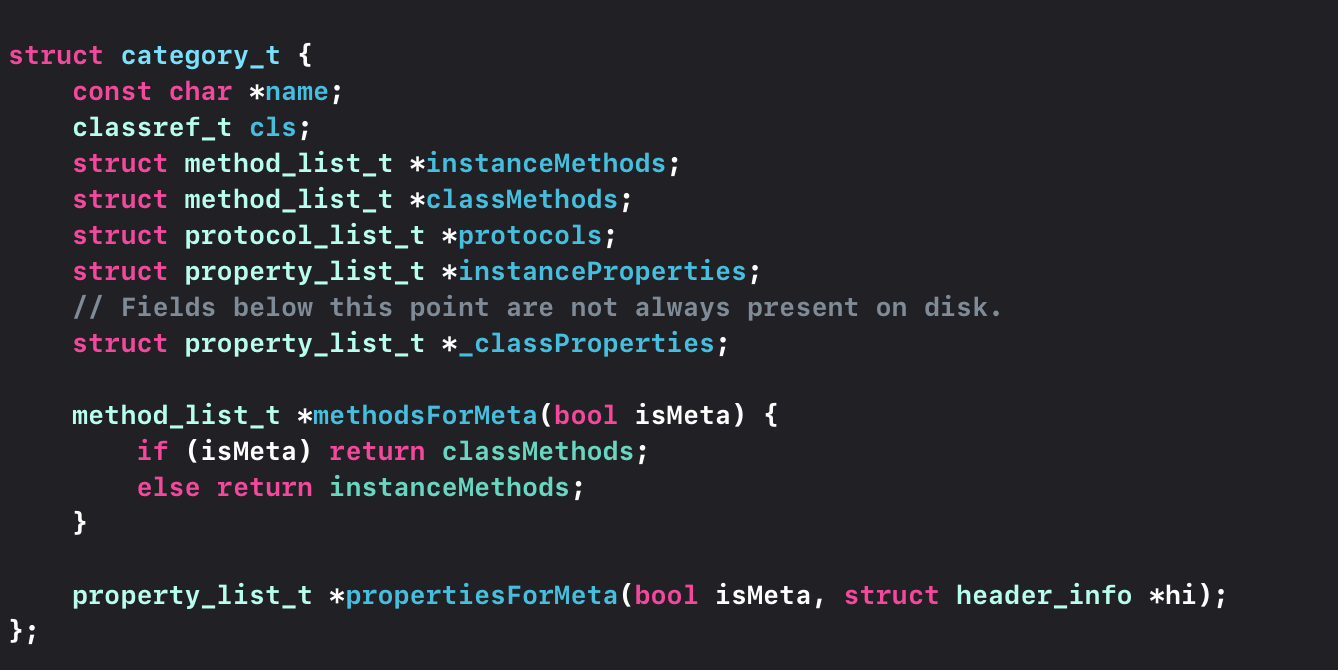 struct category_t {
    const char *name;
    classref_t cls;
    struct method_list_t *instanceMethods;
    struct method_list_t *classMethods;
    struct protocol_list_t *protocols;
    struct property_list_t *instanceProperties;
    // Fields below this point are not always present on disk.
    struct property_list_t *_classProperties;

    method_list_t *methodsForMeta(bool isMeta) {
        if (isMeta) return classMethods;
        else return instanceMethods;
    }

    property_list_t *propertiesForMeta(bool isMeta, struct header_info *hi);
};